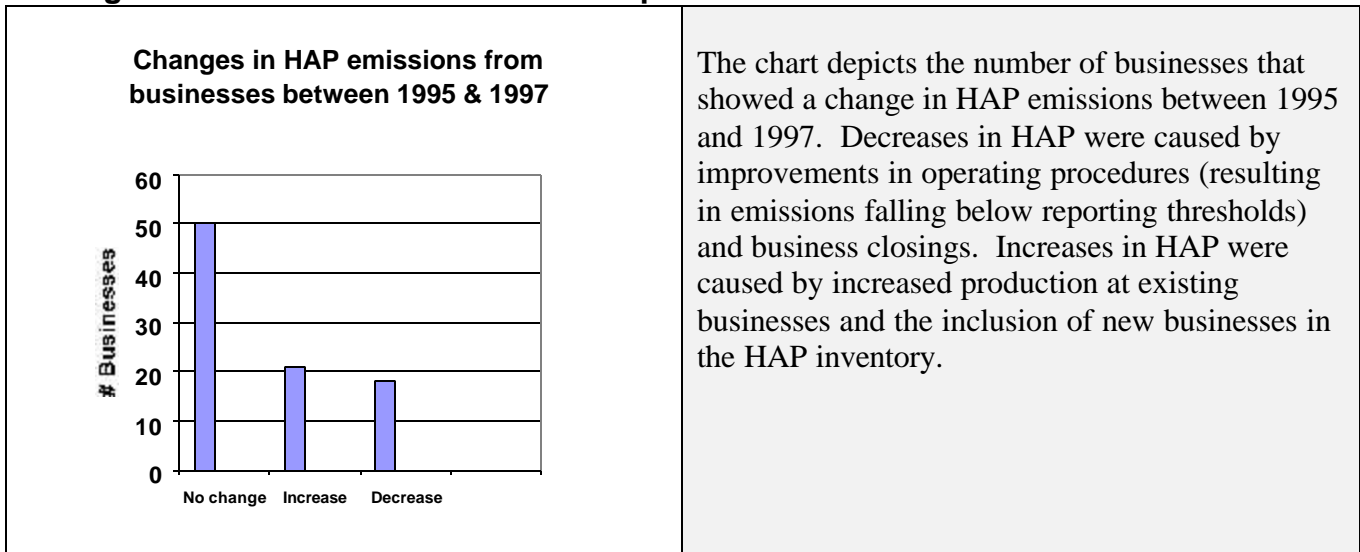 Changes in HAP emissions from
businesses between 1995 & 1997
60
50
40
30
20
10
0
# Businesses
No change Increase Decrease
The chart depicts the number of businesses that
showed a change in HAP emissions between 1995
and 1997. Decreases in HAP were caused by
improvements in operating procedures (resulting
in emissions falling below reporting thresholds)
and business closings. Increases in HAP were
caused by increased production at existing
businesses and the inclusion of new businesses in
the HAP inventory.